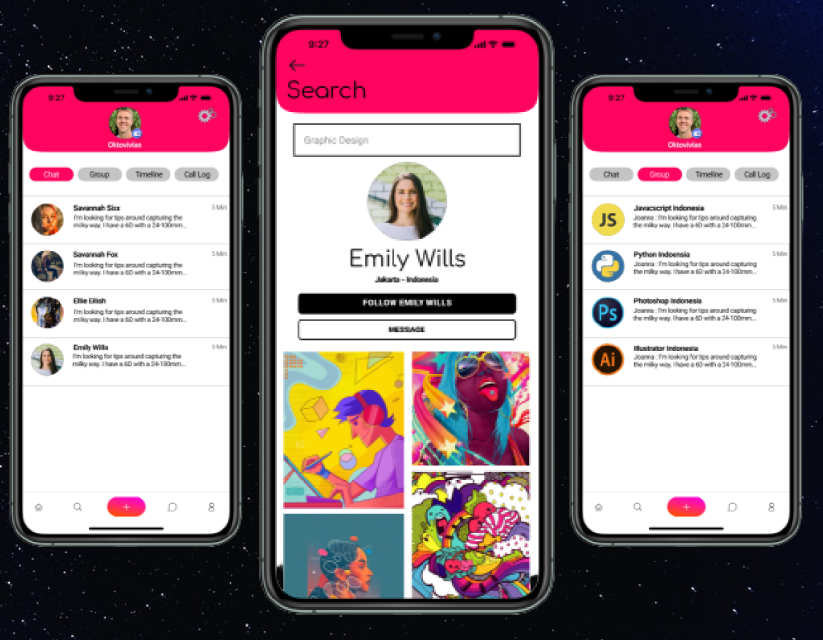 9:27
Oktovivian
Chat
Group
Timeline
Call Log
Savannah Sixx
5 Min
I'm looking for tips around capturing the
milky way. I have a 6D with a 24-100mm...
Savannah Fox
5 Min
I'm looking for tips around capturing the
milky way. I have a 6D with a 24-100mm...
Ellie Eilish
5 Min
I'm looking for tips around capturing the
milky way. I have a 6D with a 24-100mm...
Emily Wills
5 Min
I'm looking for tips around capturing the
milky way. I have a 6D with a 24-100mm...
9:27
Search
Graphic Design
Emily Wills
Jakarta - Indonesia
FOLLOW EMILY WILLS
MESSAGE
9:27
Oktovivian
Chat
Group
Timeline
Call Log
Javacsript Indonesia
5 Min
Joanna : I'm looking for tips around capturing
the milky way. I have a 6D with a 24-100mm...
JS
Python Indoensia
5 Min
Joanna : I'm looking for tips around capturing
the milky way. I have a 6D with a 24-100mm...
Photoshop Indonesia
5 Min
Joanna : I'm looking for tips around capturing
the milky way. I have a 6D with a 24-100mm...
Ps
Illustrator Indonesia
5 Min
Joanna : I'm looking for tips around capturing
the milky way. I have a 6D with a 24-100mm...
Ai